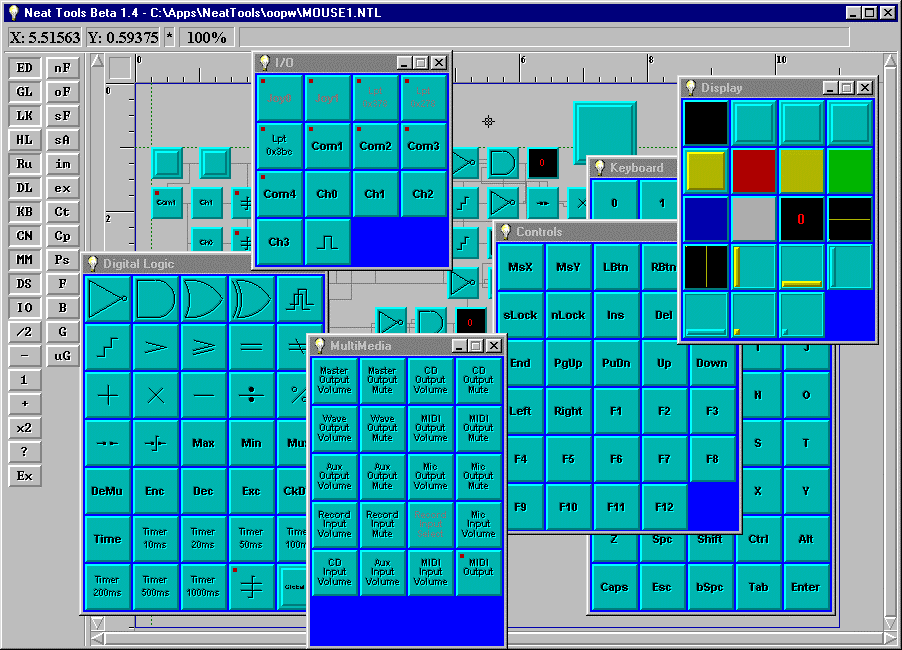 Neat Tools Beta 1.4 - C:\Apps\NeatTools\oopw\MOUSE1.NTL
X: 5.51563 Y: 0.59375 * 100%
ED nF
GL oF
LK sF
HL sA
Ru im
DL ex
KB Ct
CN Cp
MM Ps
DS F
IO B
/2 G
- uG
1
+
x2
?
Ex
0 6 8 10
0
2
Com1 Ch1
Ch0
0
0
I/O
Lpt 0x3bc Com1 Com2 Com3
Com4 Ch0 Ch1 Ch2
Ch3
Display
0
Keyboard
0 1
I J
N O
S T
X Y
Z Spc Shift Ctrl Alt
Caps Esc bSpc Tab Enter
Controls
MsX MsY LBtn RBtn
sLock nLock Ins Del
End PgUp PuDn Up Down
Left Right F1 F2 F3
F4 F5 F6 F7 F8
F9 F10 F11 F12
Digital Logic
Max Min Mu
DeMu Enc Dec Exc CkD
Time Timer 10ms Timer 20ms Timer 50ms Timer 100
Timer 200ms Timer 500ms Timer 1000ms Global
MultiMedia
Master Output Volume Master Output Mute CD Output Volume CD Output Mute
Wave Output Volume Wave Output Mute MIDI Output Volume MIDI Output Mute
Aux Output Volume Aux Output Mute Mic Output Volume Mic Output Mute
Record Input Volume Record Input Mute Input Select Mic Input Volume
CD Input Volume Aux Input Volume MIDI Input Volume MIDI Output